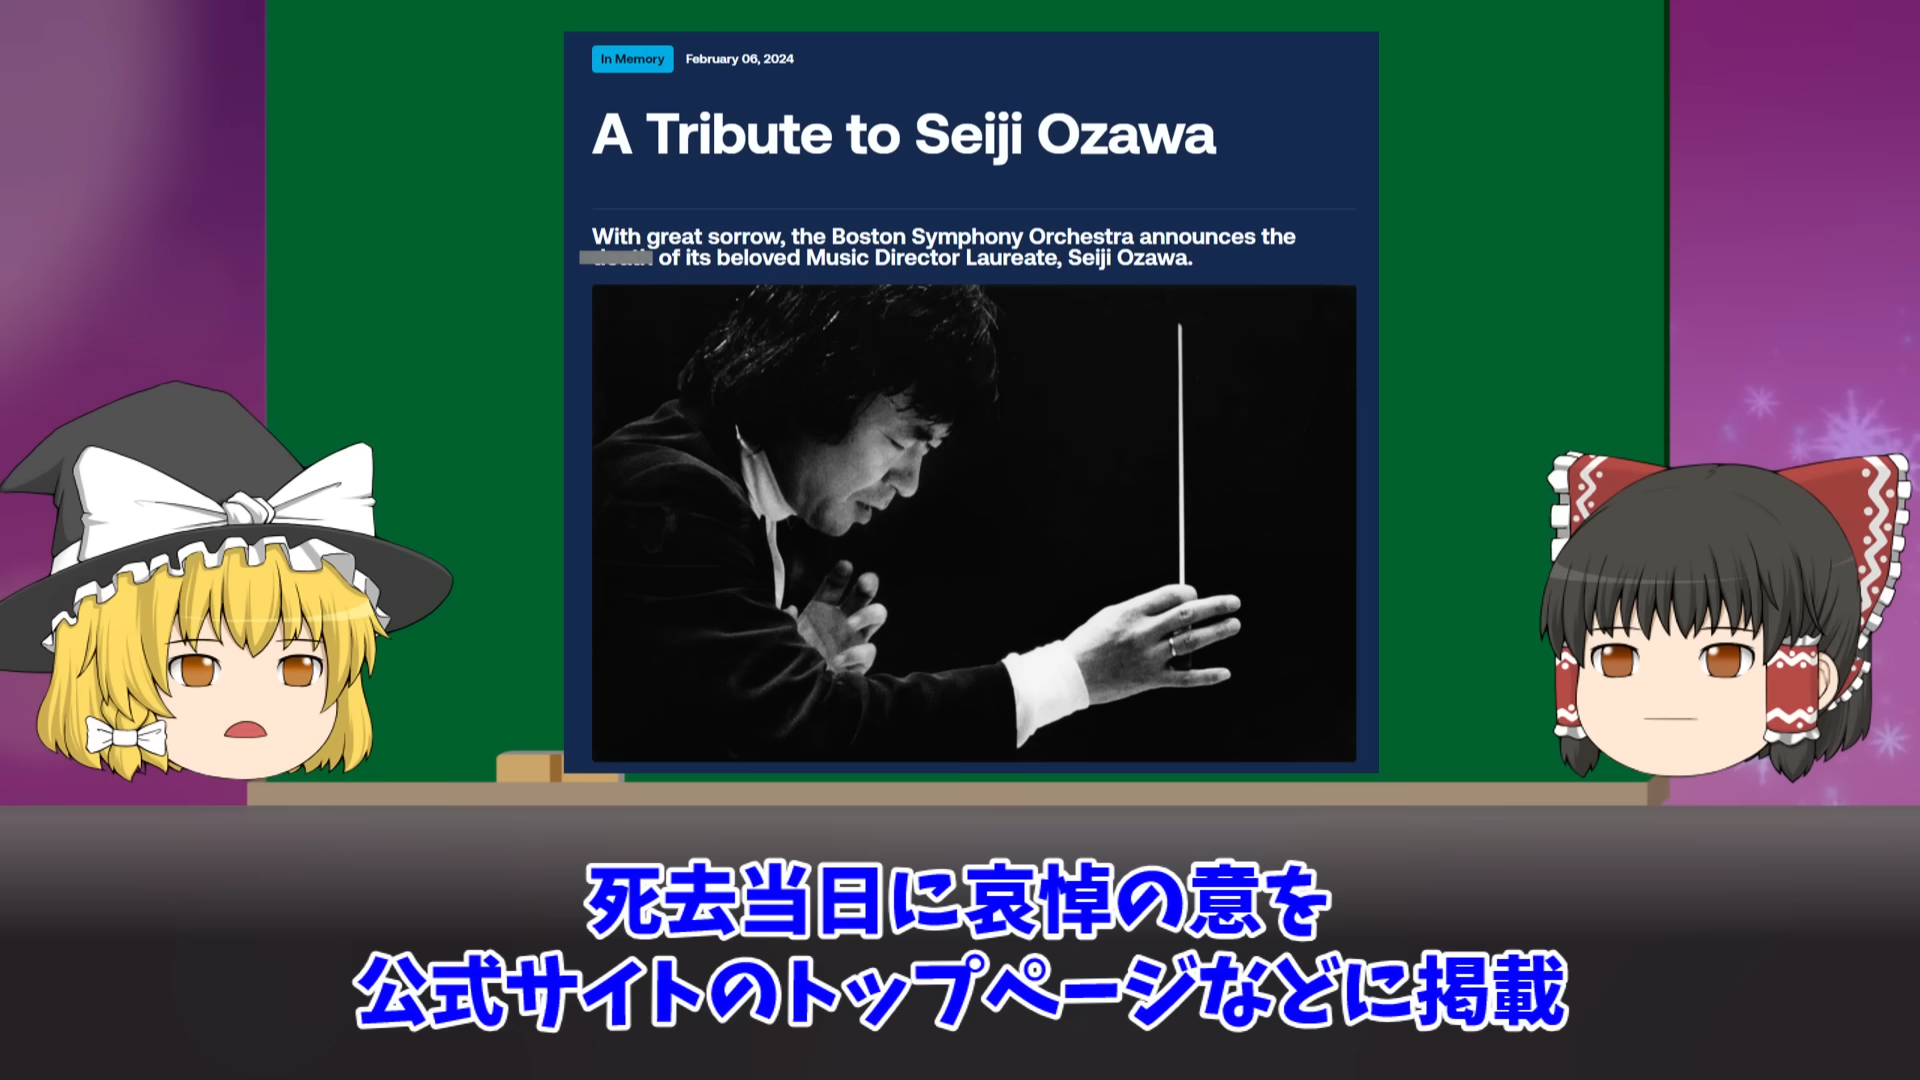 In Memory February 06, 2024
A Tribute to Seiji Ozawa
With great sorrow, the Boston Symphony Orchestra announces the
of its beloved Music Director Laureate, Seiji Ozawa.
死去当日に哀悼の意を
公式サイトのトップページなどに掲載